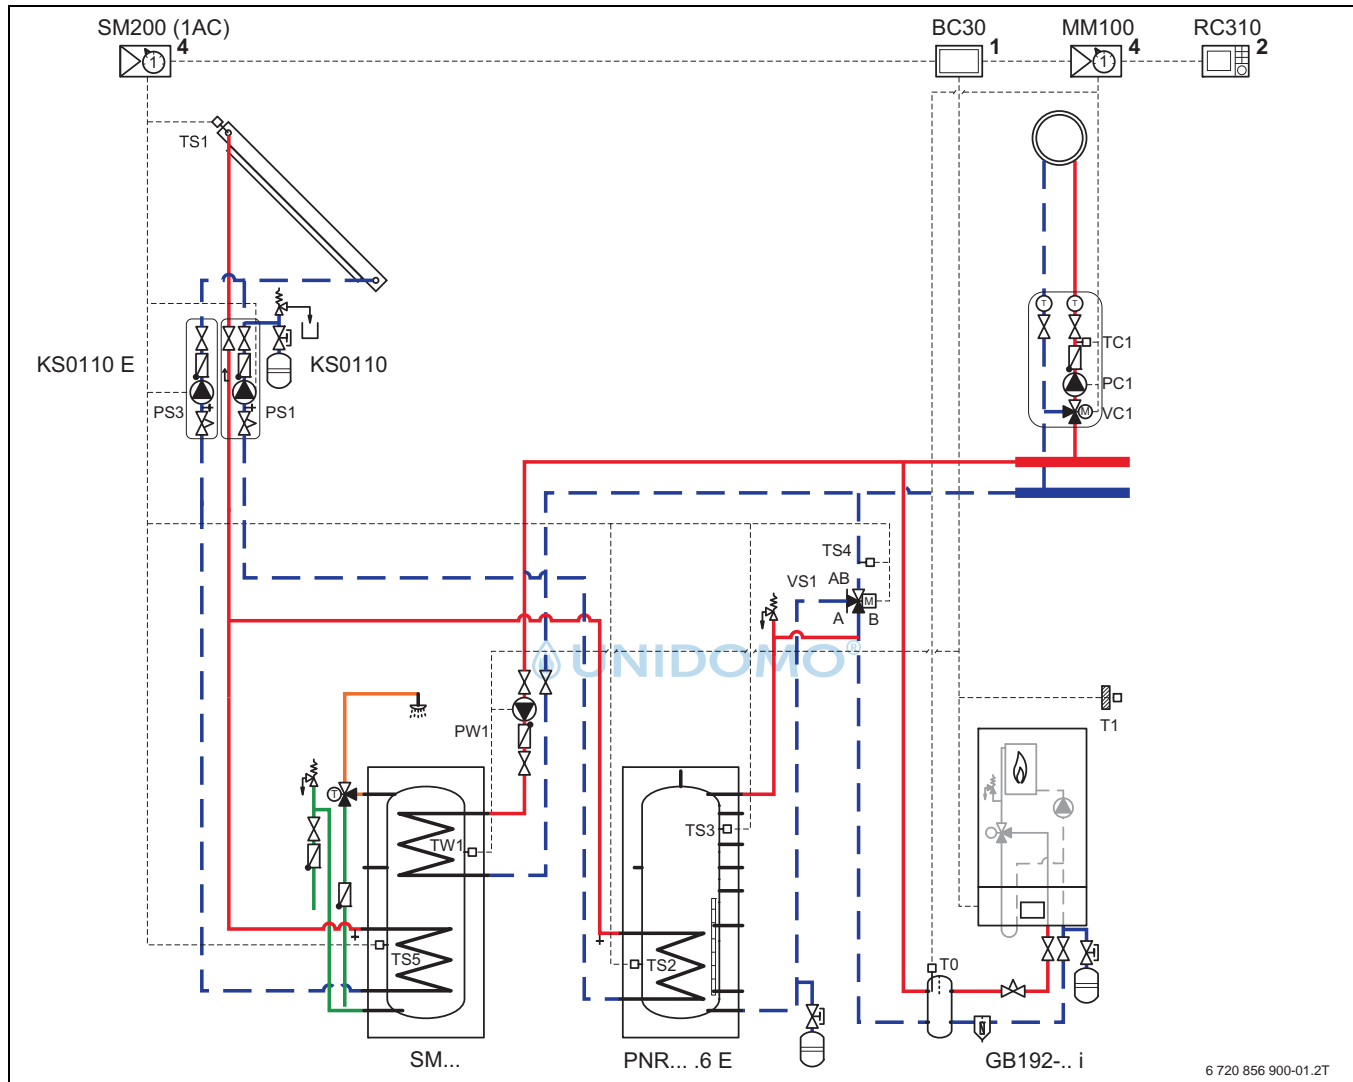 SM200 (1AC)
4
BC30
1
MM100
4
RC310
2
1
1
TS1
T
T
KS0110 E
KS0110
TC1
PS3
PS1
PC1
M
VC1
TS4
VS1
AB
M
A
B
UNIDOMO®
T1
PW1
T
TS3
TW1
TS5
TS2
T0
SM...
PNR... .6 E
GB192-.. i
6 720 856 900-01.2T